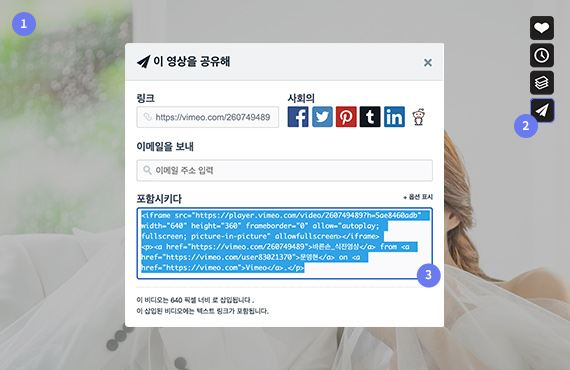 1
이 영상을 공유해
×
링크
사회의
https://vimeo.com/260749489
2
이메일을 보내
이메일 주소 입력
포함시키다
+ 옵션 표시
<iframe src="https://player.vimeo.com/video/260749489?h=5ae8460adb"
width="640" height="360" frameborder="0" allow="autoplay;
fullscreen; picture-in-picture" allowfullscreen></iframe>
<p><a href="https://vimeo.com/260749489">바른손_식전영상</a> from <a
href="https://vimeo.com/user83021370">문영현</a> on <a
href="https://vimeo.com">Vimeo</a>.</p>
3
이 비디오는 640 픽셀 너비 로 삽입됩니다 .
이 삽입된 비디오에는 텍스트 링크가 포함됩니다.